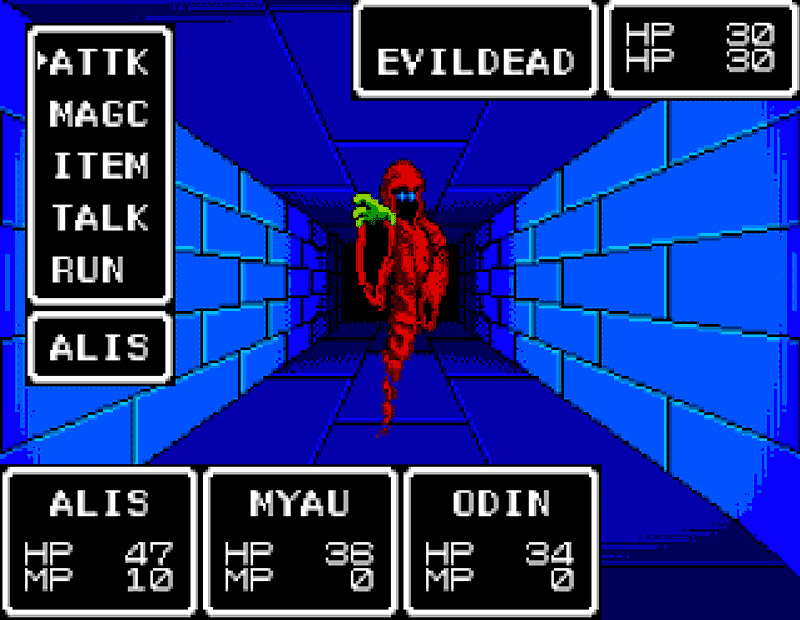 EVILDEAD
HP 30
HP 30
ATTK
MAGC
ITEM
TALK
RUN
ALIS
ALIS
HP 47
MP 10
MYAU
HP 36
MP 0
ODIN
HP 34
MP 0